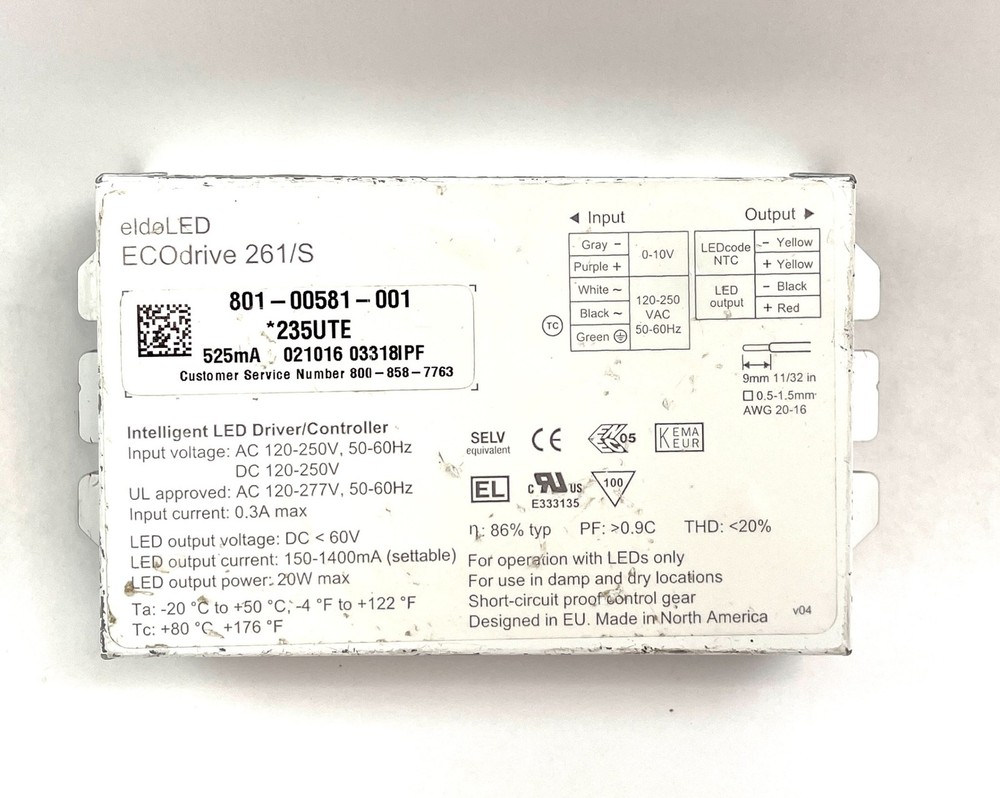 eldoLED
ECOdrive 261/S
801-00581-001
*235UTE
525mA 021016 03318IPF
Customer Service Number 800-858-7763
◀ Input
Gray −
Purple +
0-10V
White ~
Black ~
Green
120-250
VAC
50-60Hz
TC
Output ▶
LEDcode
NTC
− Yellow
+ Yellow
LED
output
− Black
+ Red
9mm 11/32 in
0.5-1.5mm²
AWG 20-16
Intelligent LED Driver/Controller
Input voltage: AC 120-250V, 50-60Hz
DC 120-250V
UL approved: AC 120-277V, 50-60Hz
Input current: 0.3A max
LED output voltage: DC < 60V
LED output current: 150-1400mA (settable)
LED output power: 20W max
Ta: -20 °C to +50 °C, -4 °F to +122 °F
Tc: +80 °C, +176 °F
SELV
equivalent
CE
05
KEMA
EUR
EL
c RU US
E333135
100
η: 86% typ PF: >0.9C THD: <20%
For operation with LEDs only
For use in damp and dry locations
Short-circuit proof control gear
Designed in EU. Made in North America
v04